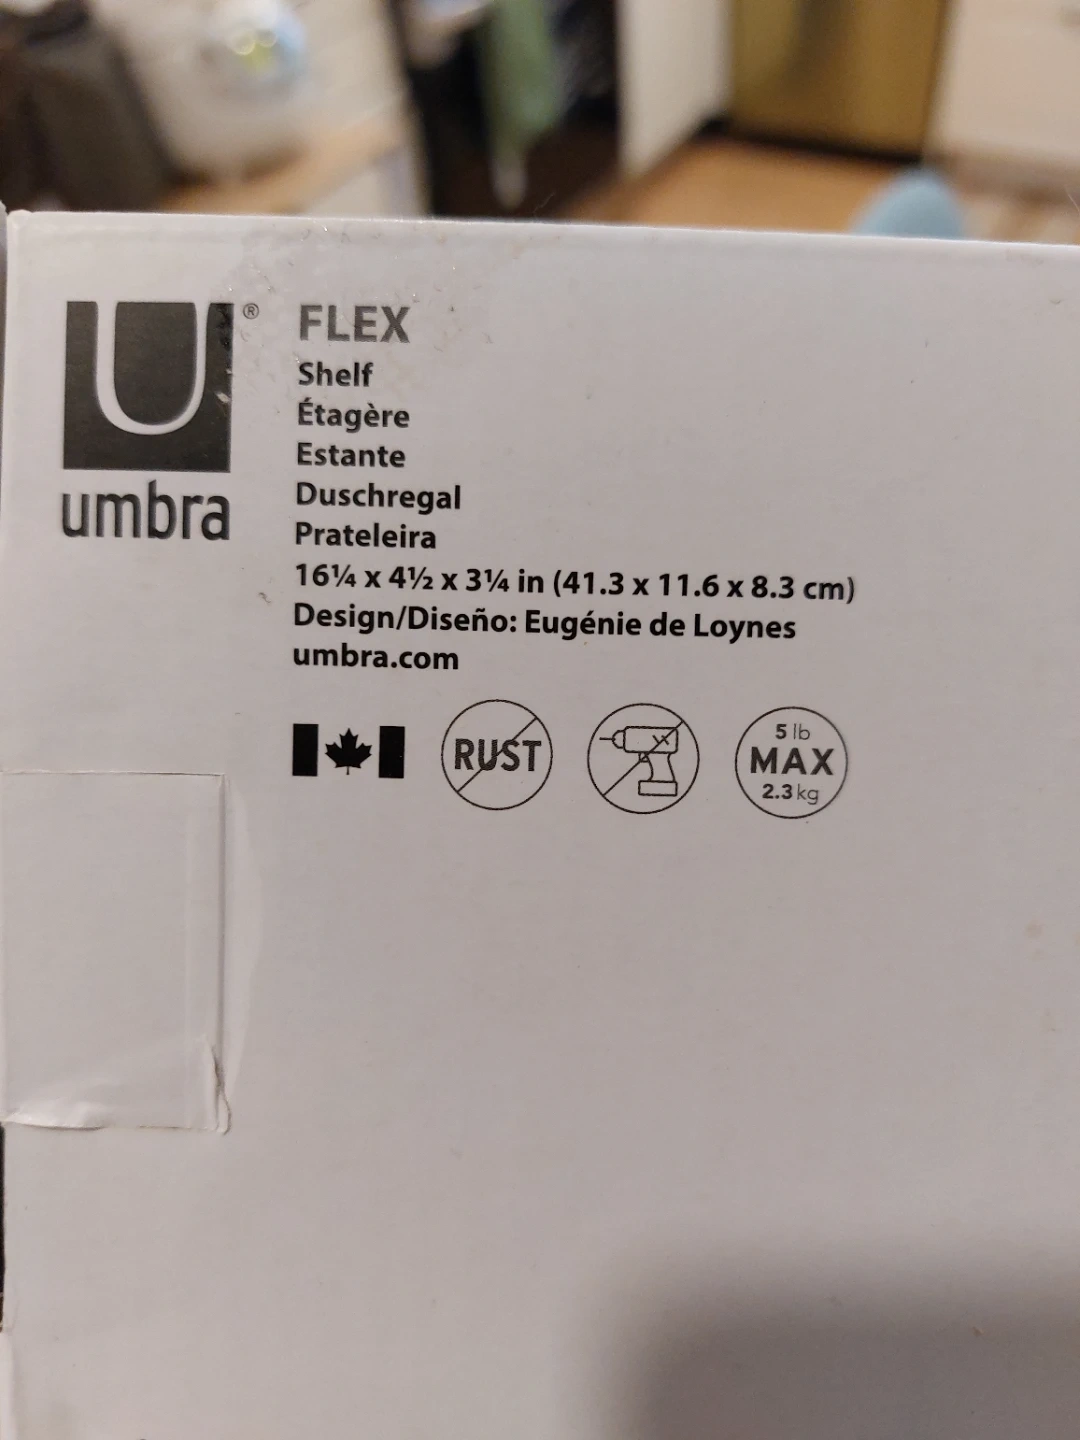 U®
umbra
FLEX
Shelf
Étagère
Estante
Duschregal
Prateleira
16¼ x 4½ x 3¼ in (41.3 x 11.6 x 8.3 cm)
Design/Diseño: Eugénie de Loynes
umbra.com
RUST
5 lb
MAX
2.3 kg